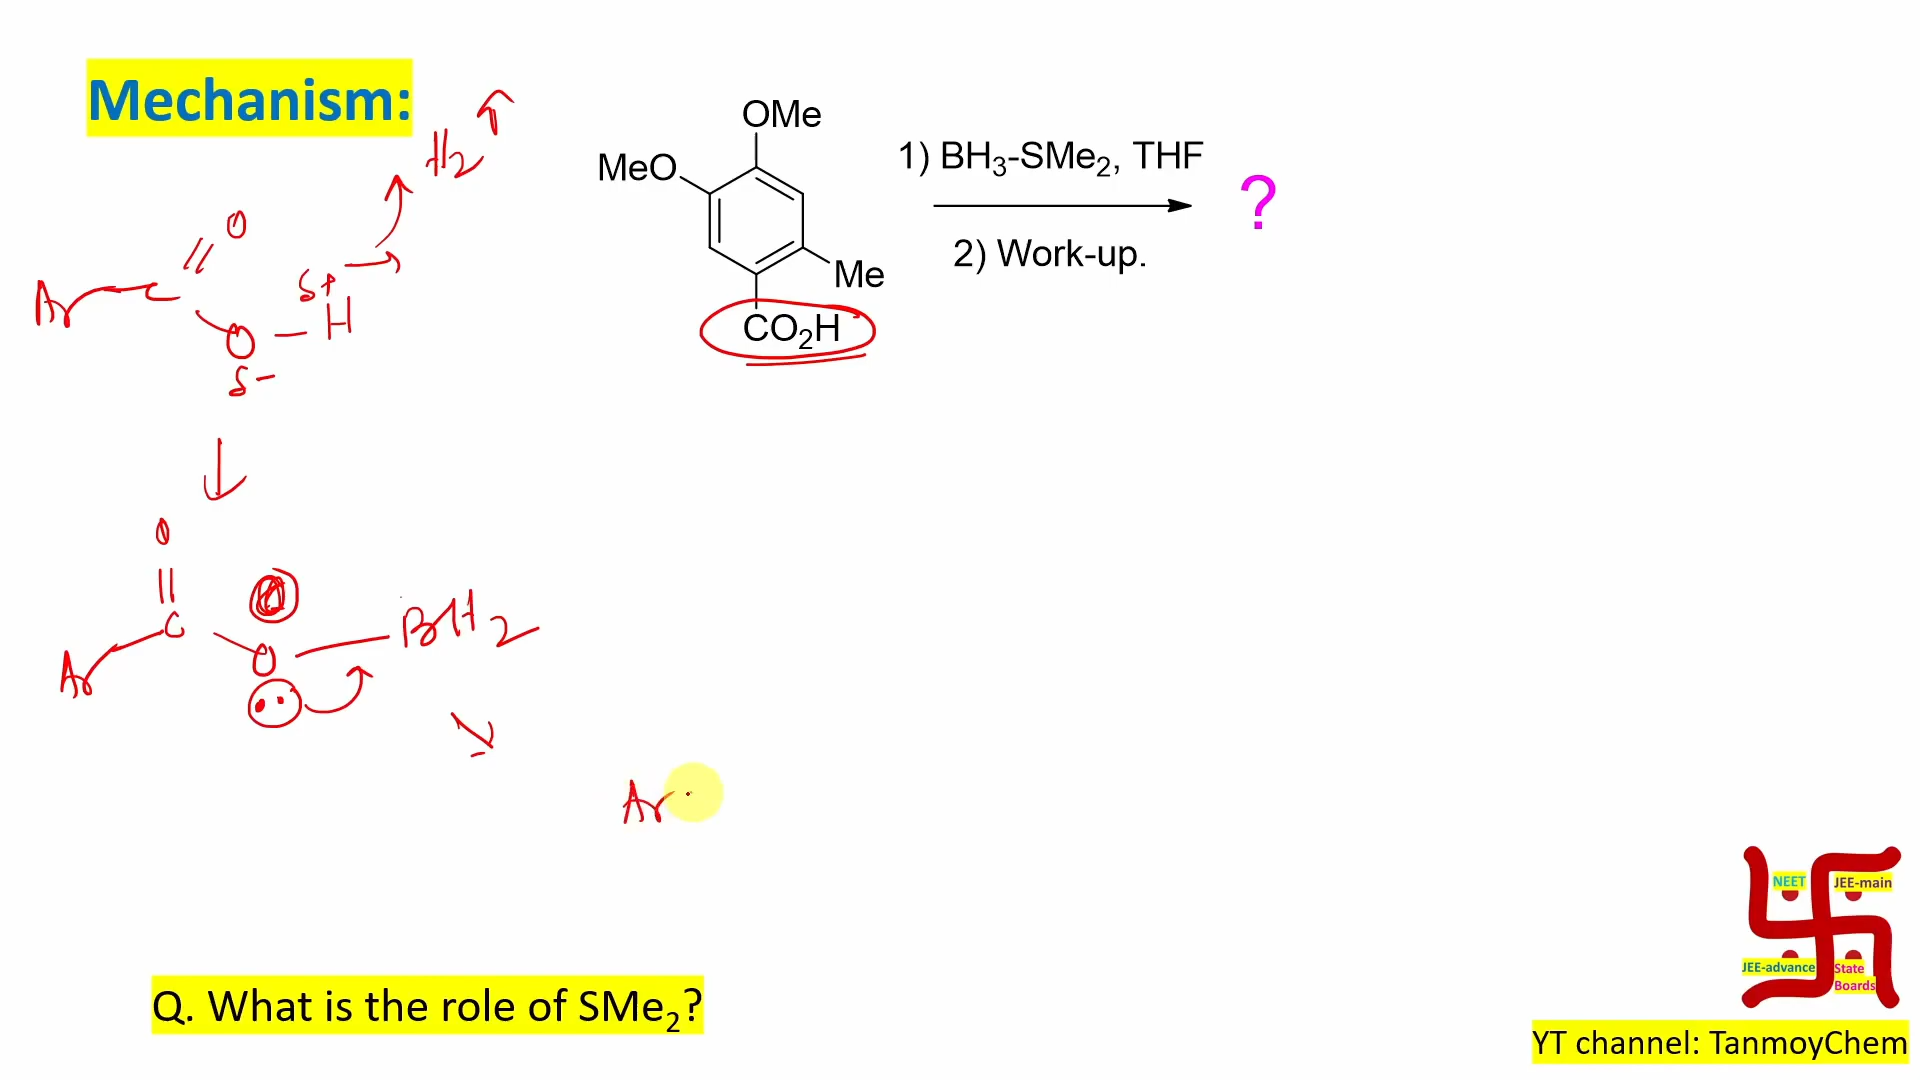 Mechanism:
H2 ↑
OMe
MeO
Me
CO2H
1) BH3-SMe2, THF
2) Work-up.
?
O
Ar C
δ+
O - H
δ-
O
C
Ar O BH2
Ar
Q. What is the role of SMe2?
NEET JEE-main
JEE-advance State
Boards
YT channel: TanmoyChem